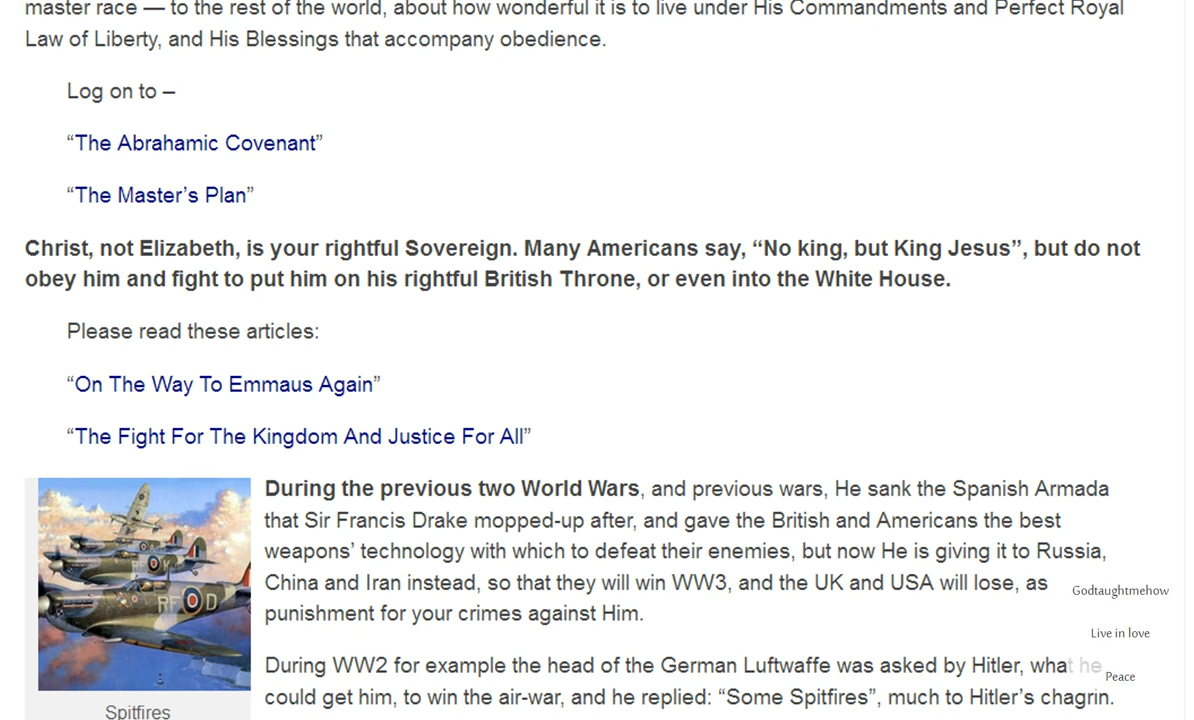 master race — to the rest of the world, about how wonderful it is to live under His Commandments and Perfect Royal
Law of Liberty, and His Blessings that accompany obedience.
Log on to –
“The Abrahamic Covenant”
“The Master’s Plan”
Christ, not Elizabeth, is your rightful Sovereign. Many Americans say, “No king, but King Jesus”, but do not
obey him and fight to put him on his rightful British Throne, or even into the White House.
Please read these articles:
“On The Way To Emmaus Again”
“The Fight For The Kingdom And Justice For All”
During the previous two World Wars, and previous wars, He sank the Spanish Armada
that Sir Francis Drake mopped-up after, and gave the British and Americans the best
weapons’ technology with which to defeat their enemies, but now He is giving it to Russia,
China and Iran instead, so that they will win WW3, and the UK and USA will lose, as
punishment for your crimes against Him.
During WW2 for example the head of the German Luftwaffe was asked by Hitler, what he
could get him, to win the air-war, and he replied: “Some Spitfires”, much to Hitler’s chagrin.
RF D
Spitfires
Godtaughtmehow
Live in love
Peace